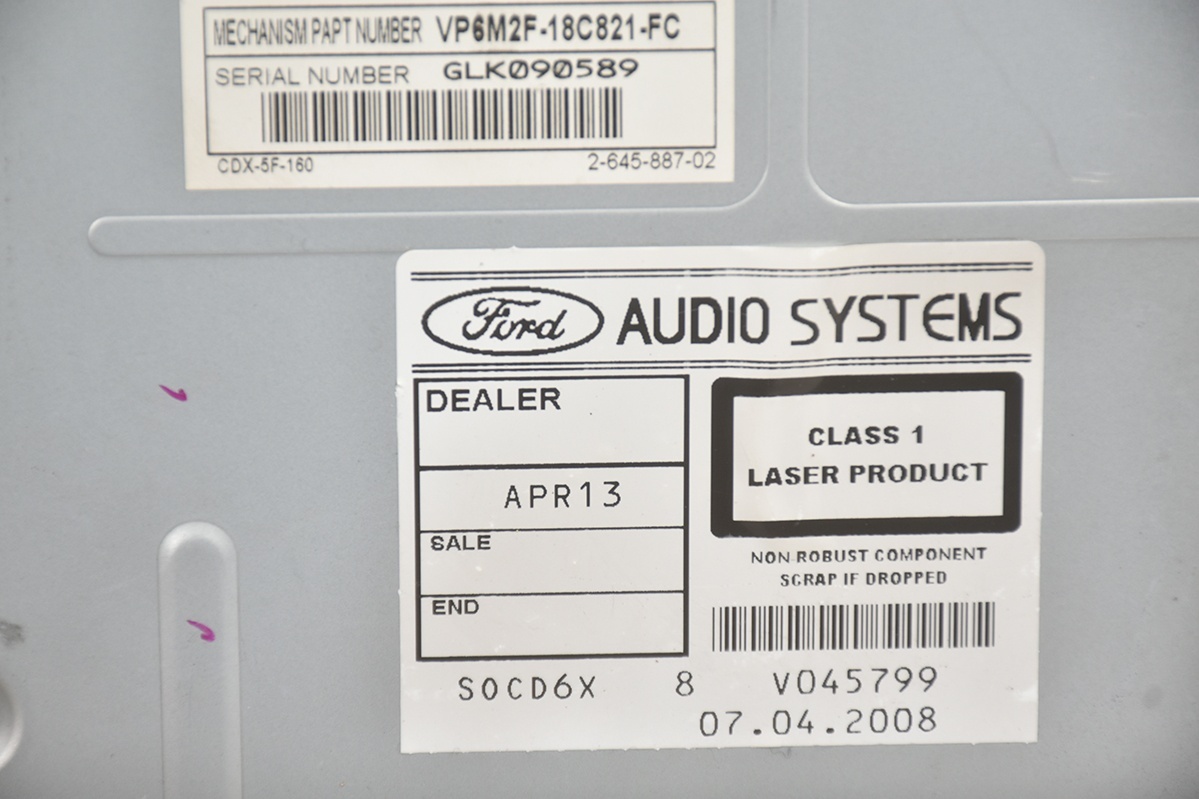 MECHANISM PAPT NUMBER VP6M2F-18C821-FC
SERIAL NUMBER GLK090589
CDX-5F-160 2-645-887-02
Ford AUDIO SYSTEMS
DEALER
APR13
SALE
END
CLASS 1
LASER PRODUCT
NON-ROBUST COMPONENT
SCRAP IF DROPPED
SOCD6X 8 V045799
07.04.2008